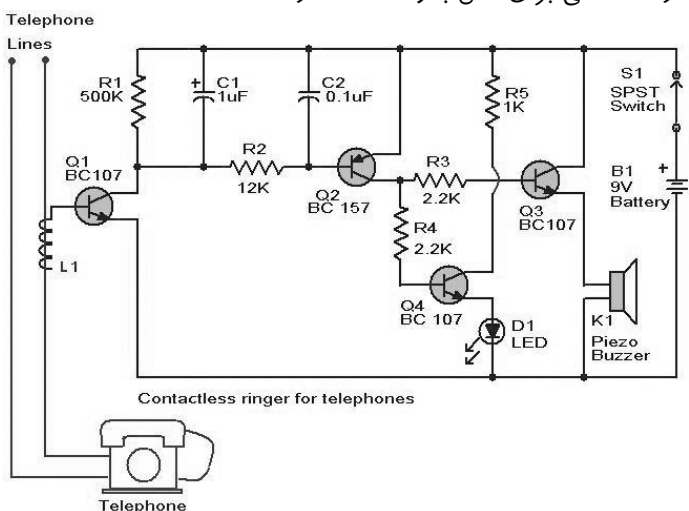 Telephone
Lines
R1
500K
C1
1uF
C2
0.1uF
R5
1K
S1
SPST
Switch
Q1
BC107
R2
12K
Q2
BC 157
R3
2.2K
Q3
BC107
B1
9V
Battery
R4
2.2K
L1
Q4
BC 107
D1
LED
K1
Piezo
Buzzer
Contactless ringer for telephones
Telephone